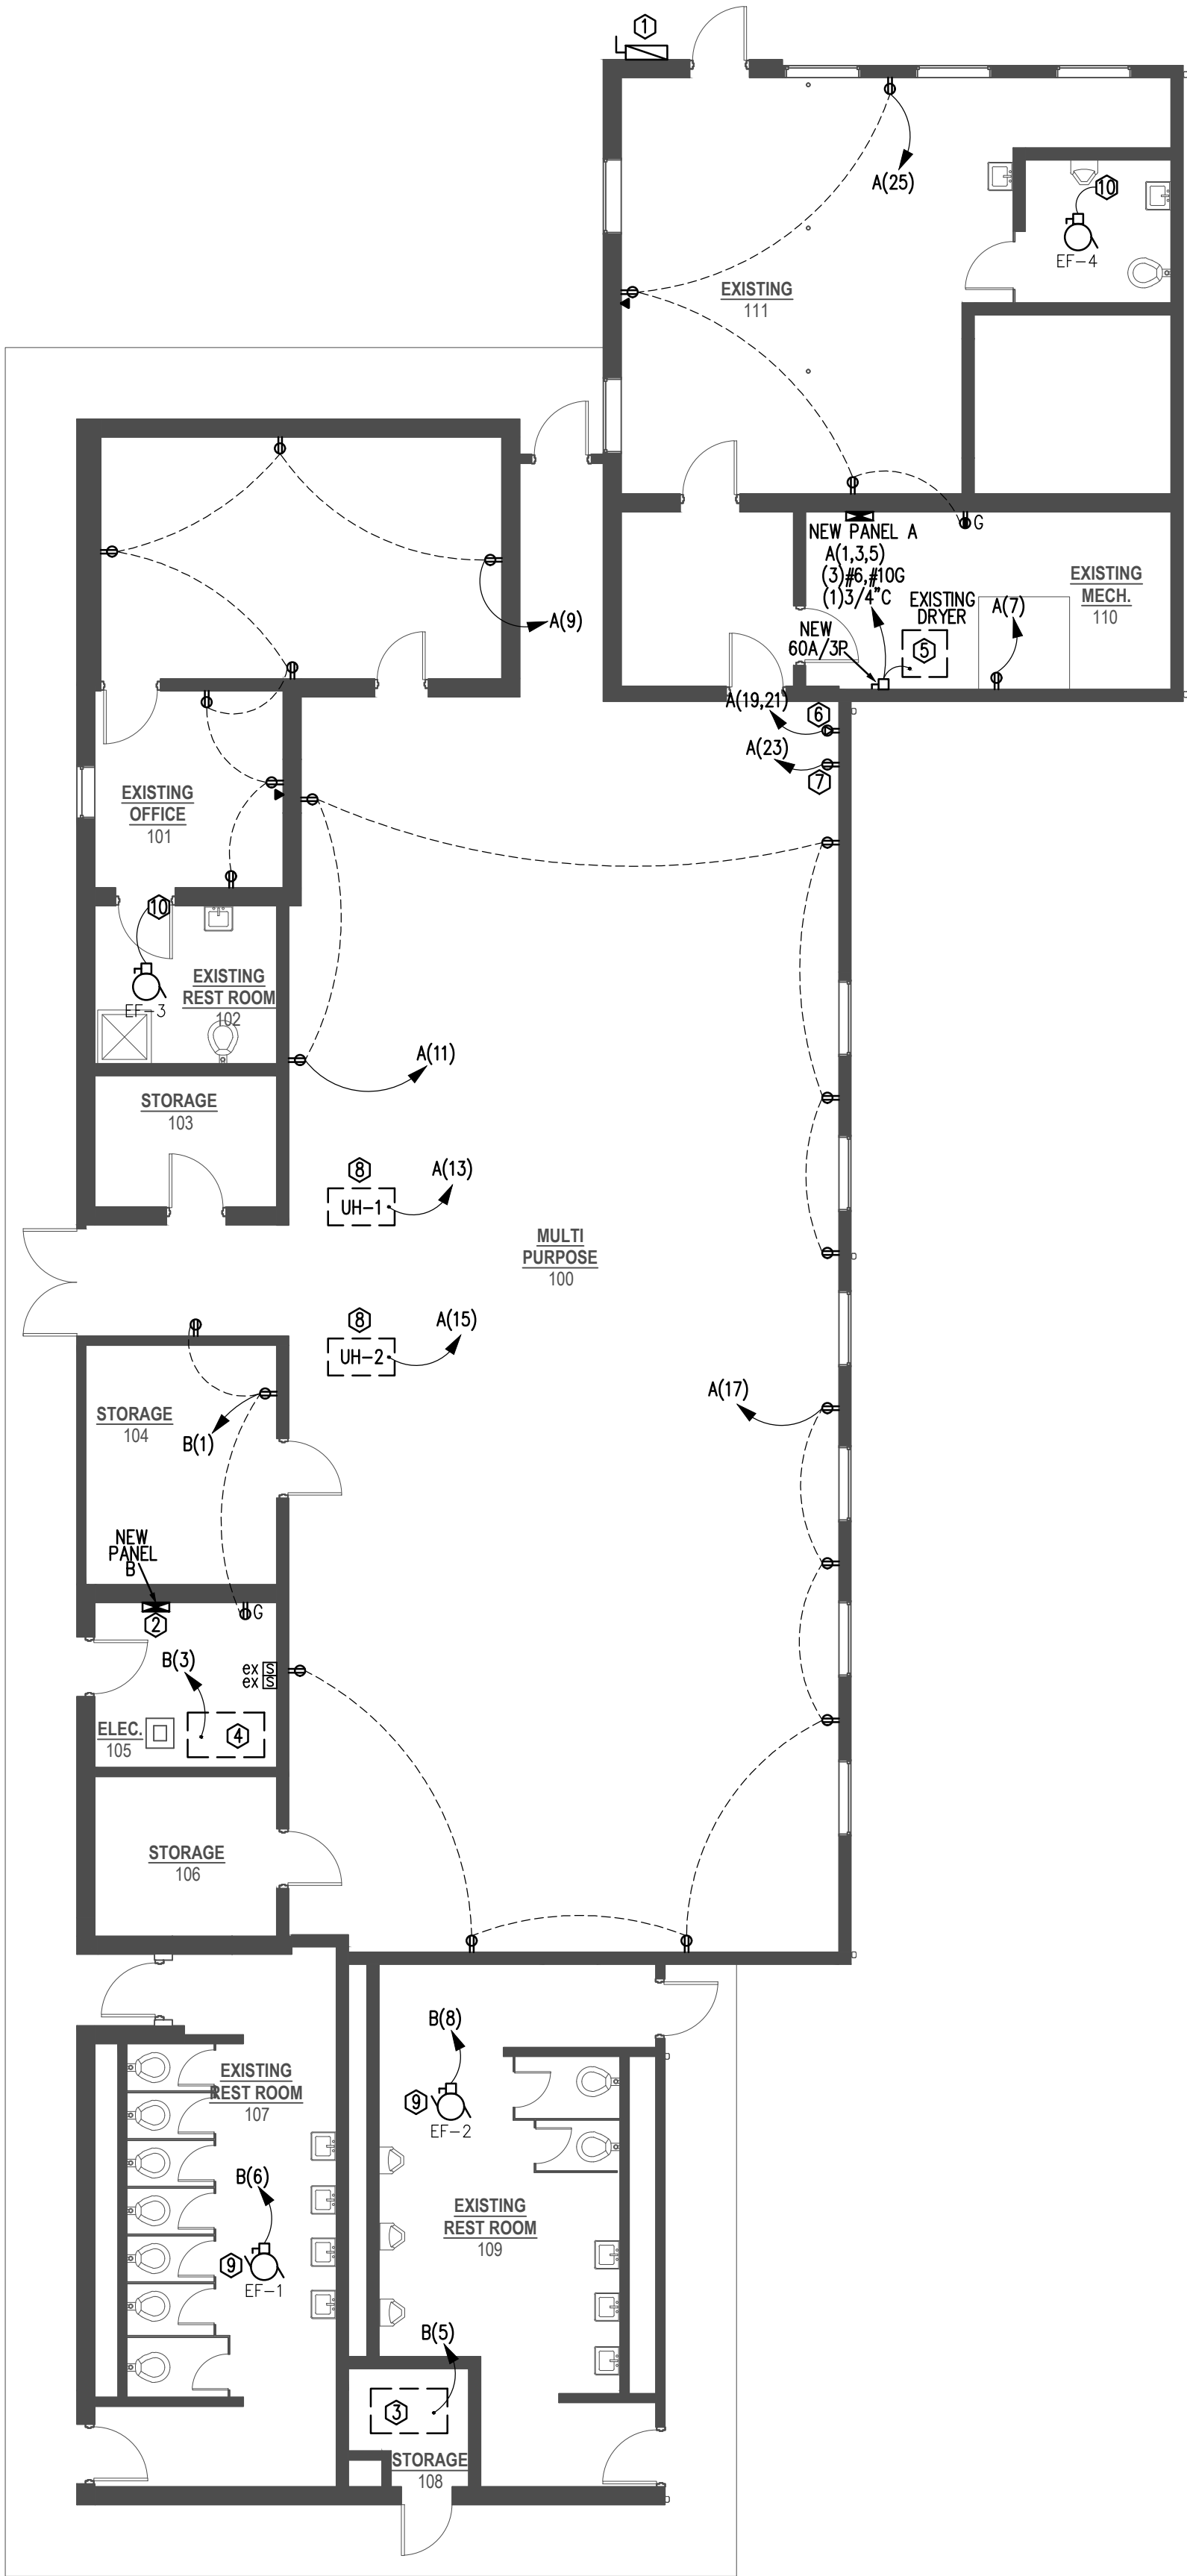 1
A(25)
10
EF-4
EXISTING
111
G
NEW PANEL A
A(1,3,5)
(3)#6,#10G
(1)3/4"C
EXISTING
MECH.
110
EXISTING
DRYER
A(7)
NEW
60A/3P
5
A(9)
A(19,21)
6
A(23)
7
EXISTING
OFFICE
101
10
EXISTING
REST ROOM
102
EF-3
A(11)
STORAGE
103
8
A(13)
UH-1
MULTI
PURPOSE
100
8
A(15)
UH-2
A(17)
STORAGE
104
B(1)
NEW
PANEL
B
2
G
B(3)
ex S
ex S
ELEC.
105
4
STORAGE
106
B(8)
EXISTING
REST ROOM
107
9
EF-2
B(6)
EXISTING
REST ROOM
109
9
EF-1
B(5)
3
STORAGE
108